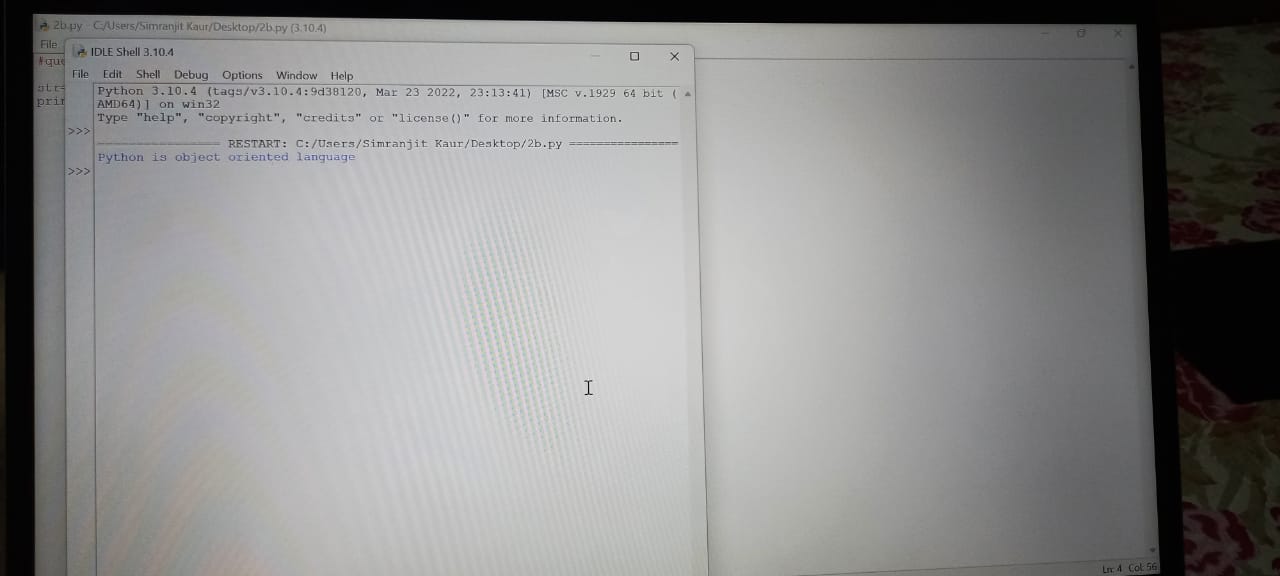 2b.py - C:/Users/Simranjit Kaur/Desktop/2b.py (3.10.4)
File
#que
str=
prin
IDLE Shell 3.10.4
File Edit Shell Debug Options Window Help
Python 3.10.4 (tags/v3.10.4:9d38120, Mar 23 2022, 23:13:41) [MSC v.1929 64 bit (
AMD64)] on win32
Type "help", "copyright", "credits" or "license()" for more information.
>>>
================== RESTART: C:/Users/Simranjit Kaur/Desktop/2b.py ================
Python is object oriented language
>>>
Ln: 4 Col: 56